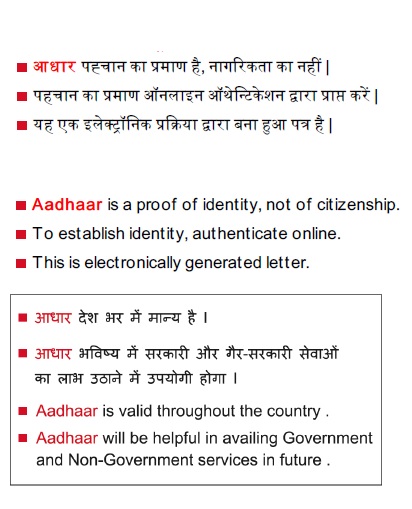 ■ आधार पहचान का प्रमाण है, नागरिकता का नहीं |
■ पहचान का प्रमाण ऑनलाइन ऑथेन्टिकेशन द्वारा प्राप्त करें |
■ यह एक इलेक्ट्रॉनिक प्रक्रिया द्वारा बना हुआ पत्र है |
■ Aadhaar is a proof of identity, not of citizenship.
■ To establish identity, authenticate online.
■ This is electronically generated letter.
■ आधार देश भर में मान्य है ।
■ आधार भविष्य में सरकारी और गैर-सरकारी सेवाओं
का लाभ उठाने में उपयोगी होगा ।
■ Aadhaar is valid throughout the country .
■ Aadhaar will be helpful in availing Government
and Non-Government services in future .